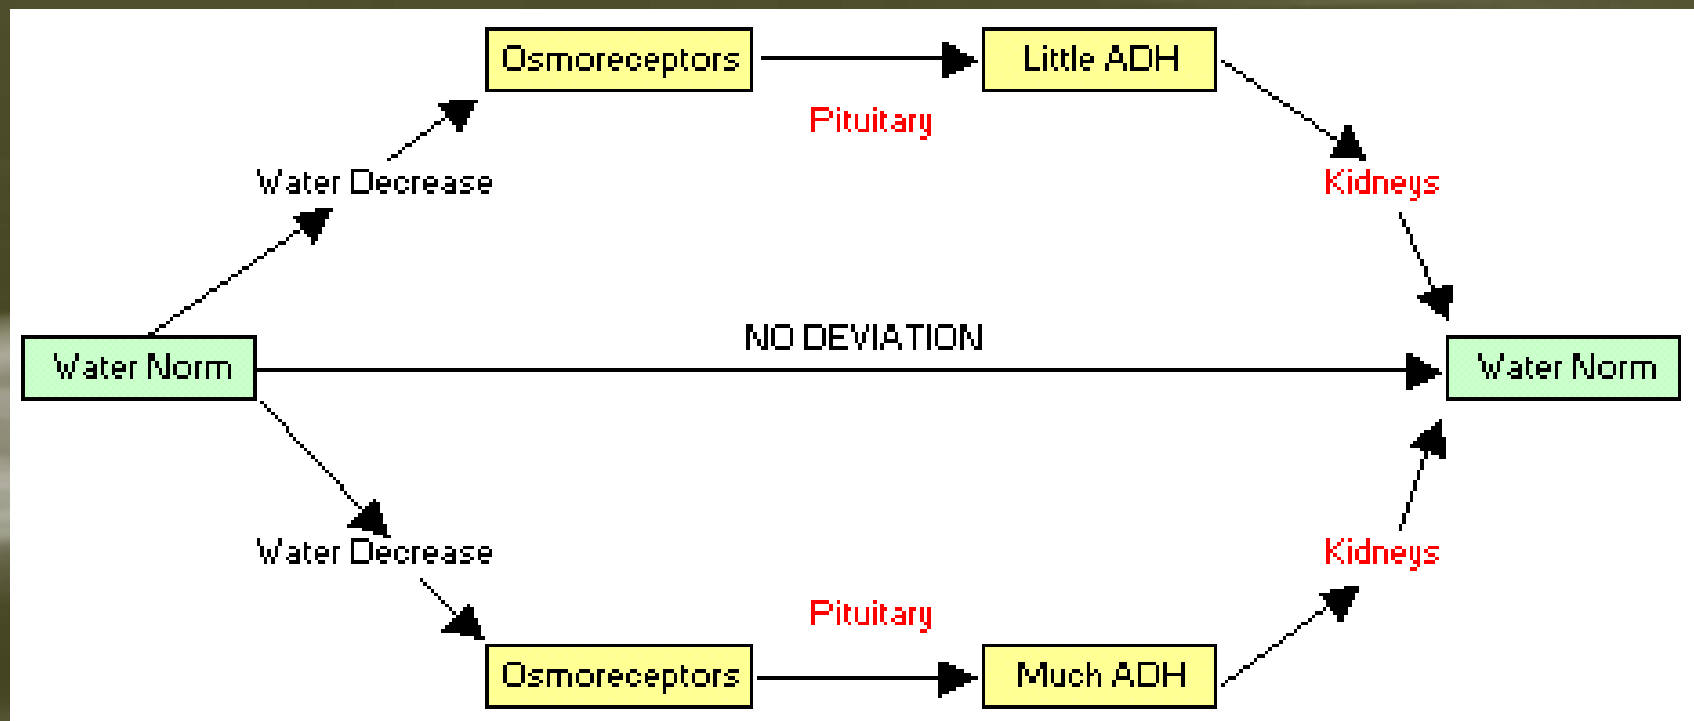 Osmoreceptors
Little ADH
Pituitary
Water Decrease
Kidneys
NO DEVIATION
Water Norm
Water Norm
Water Decrease
Kidneys
Pituitary
Osmoreceptors
Much ADH